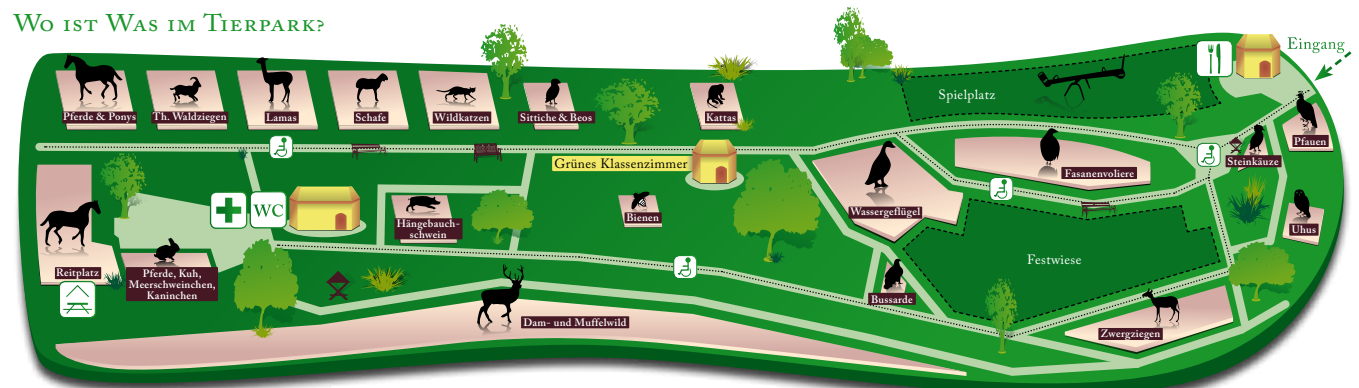 Wo ist Was im Tierpark?
Eingang
Pferde & Ponys
Th. Waldziegen
Lamas
Schafe
Wildkatzen
Sittiche & Beos
Kattas
Spielplatz
Pfauen
Steinkäuze
Grünes Klassenzimmer
Fasanenvoliere
Wassergeflügel
WC
Hängebauch-
schwein
Bienen
Uhus
Festwiese
Reitplatz
Pferde, Kuh,
Meerschweinchen,
Kaninchen
Bussarde
Dam- und Muffelwild
Zwergziegen